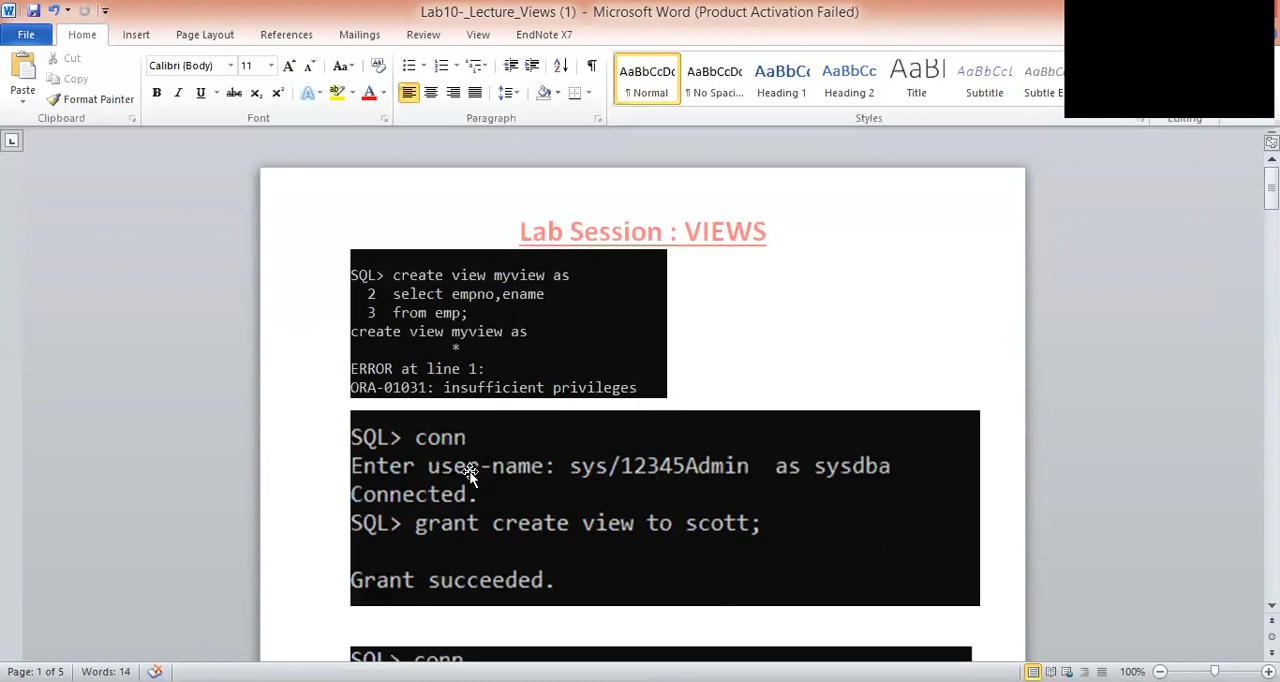 Lab10-_Lecture_Views (1) - Microsoft Word (Product Activation Failed)
File Home Insert Page Layout References Mailings Review View EndNote X7
Cut
Copy
Format Painter
Paste
Calibri (Body) 11
AaBbCcDc AaBbCcDc AaBbCc AaBbCc AaBl AaBbCcL AaBbCc
¶ Normal ¶ No Spaci... Heading 1 Heading 2 Title Subtitle Subtle E
Clipboard Font Paragraph Styles Editing
Lab Session : VIEWS
SQL> create view myview as
2 select empno,ename
3 from emp;
create view myview as
*
ERROR at line 1:
ORA-01031: insufficient privileges
SQL> conn
Enter user-name: sys/12345Admin as sysdba
Connected.
SQL> grant create view to scott;
Grant succeeded.
SQL> conn
Page: 1 of 5 Words: 14 100%